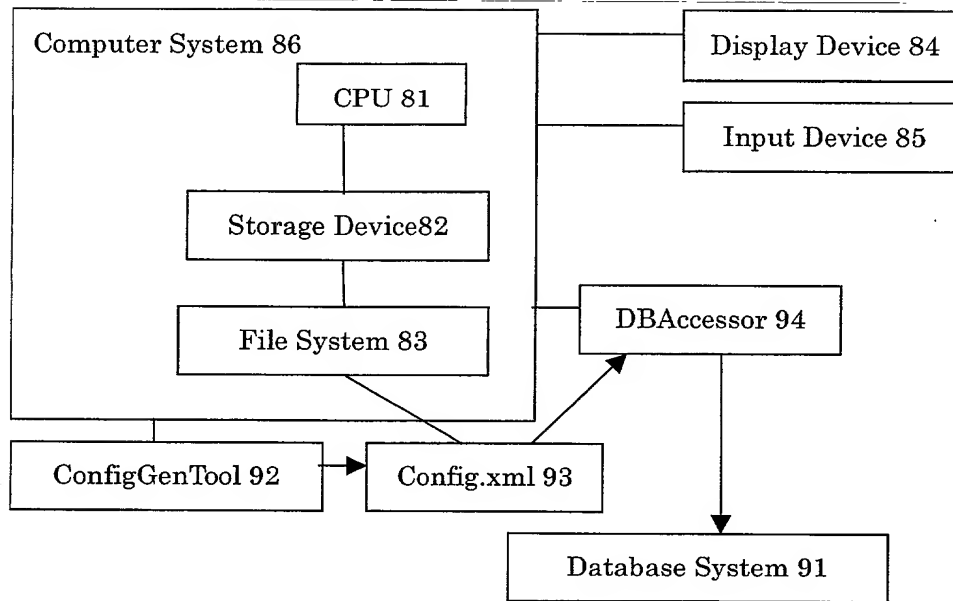 Computer System 86
Display Device 84
CPU 81
Input Device 85
Storage Device82
DBAccessor 94
File System 83
ConfigGenTool 92
Config.xml 93
Database System 91